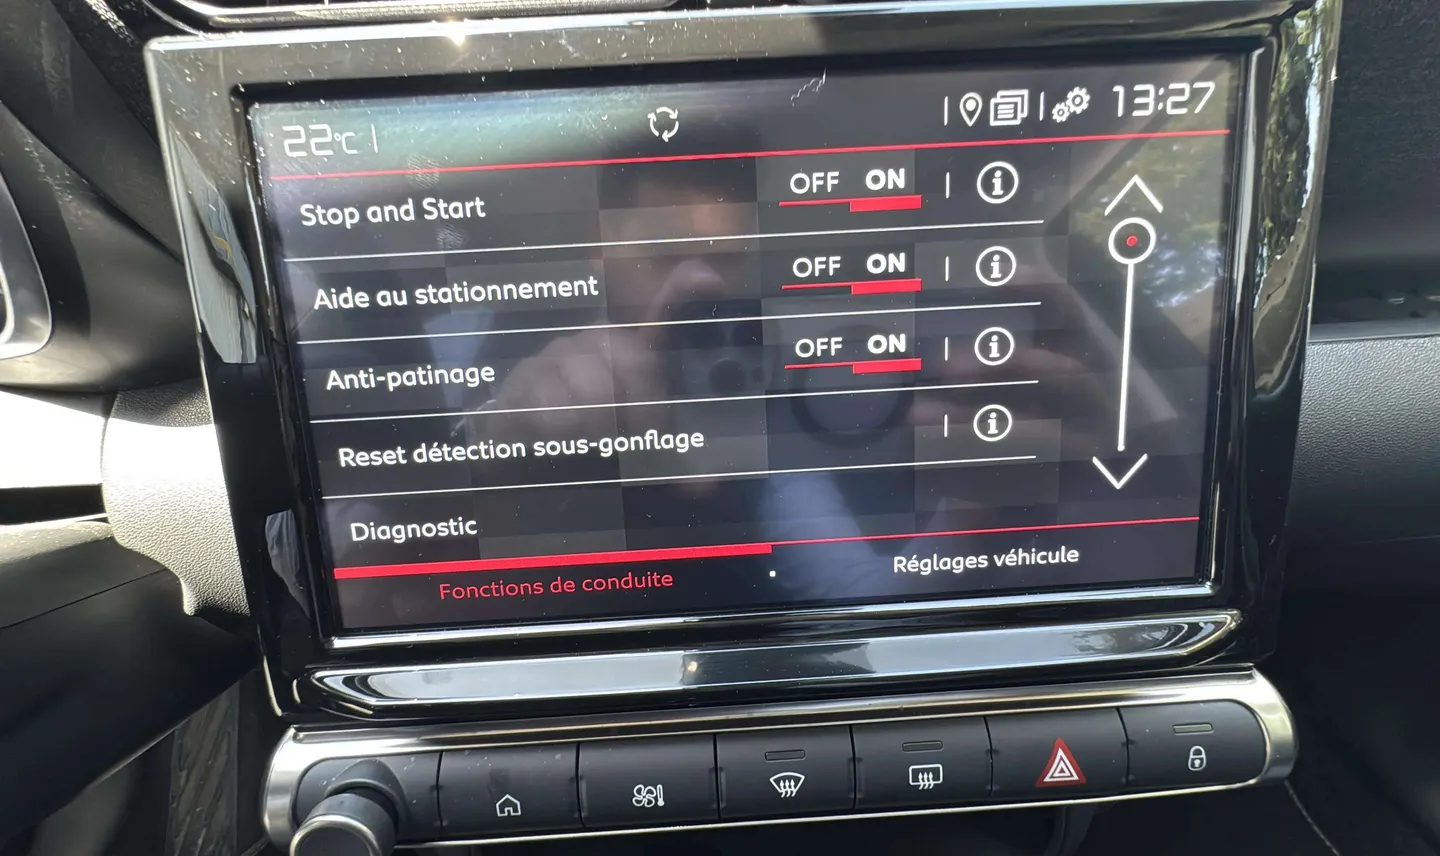 22°C
13:27
Stop and Start OFF ON
Aide au stationnement OFF ON
Anti-patinage OFF ON
Reset détection sous-gonflage
Diagnostic
Fonctions de conduite
Réglages véhicule